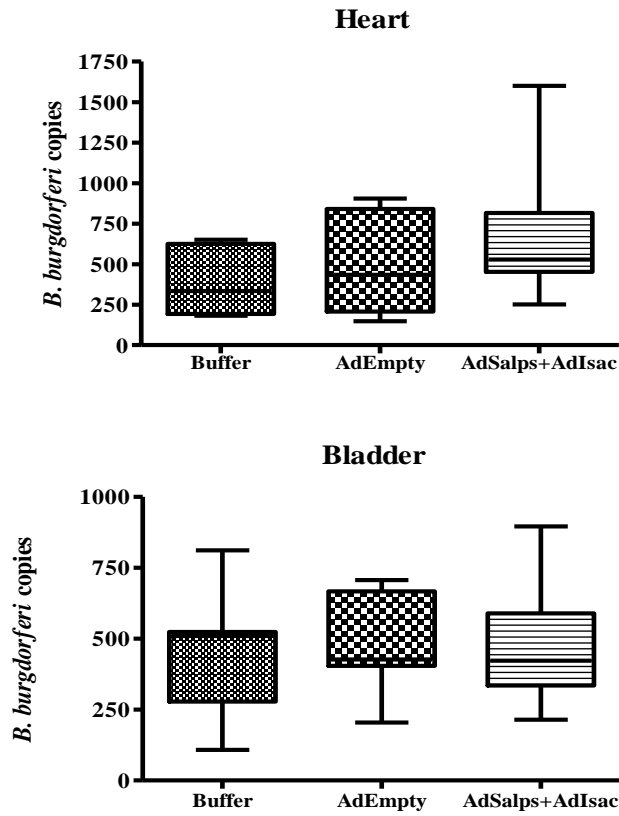 Heart
B. burgdorferi copies
1750
1500
1250
1000
750
500
250
0
Buffer AdEmpty AdSalps+AdIsac
Bladder
B. burgdorferi copies
1000
750
500
250
0
Buffer AdEmpty AdSalps+AdIsac